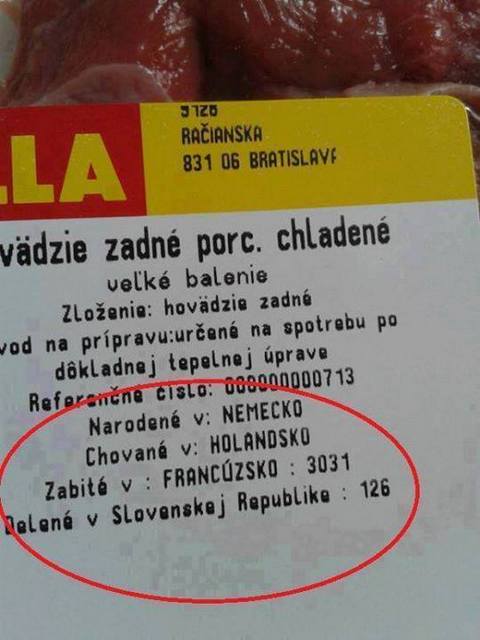 LLA
RAČIANSKA
831 06 BRATISLAVA
vädzie zadné porc. chladené
veľké balenie
Zloženie: hovädzie zadné
vod na prípravu:určené na spotrebu po
dôkladnej tepelnej úprave
Referenčné číslo: 000000000713
Narodené v: NEMECKO
Chované v: HOLANDSKO
Zabité v : FRANCÚZSKO : 3031
Delené v Slovenskej Republike : 126